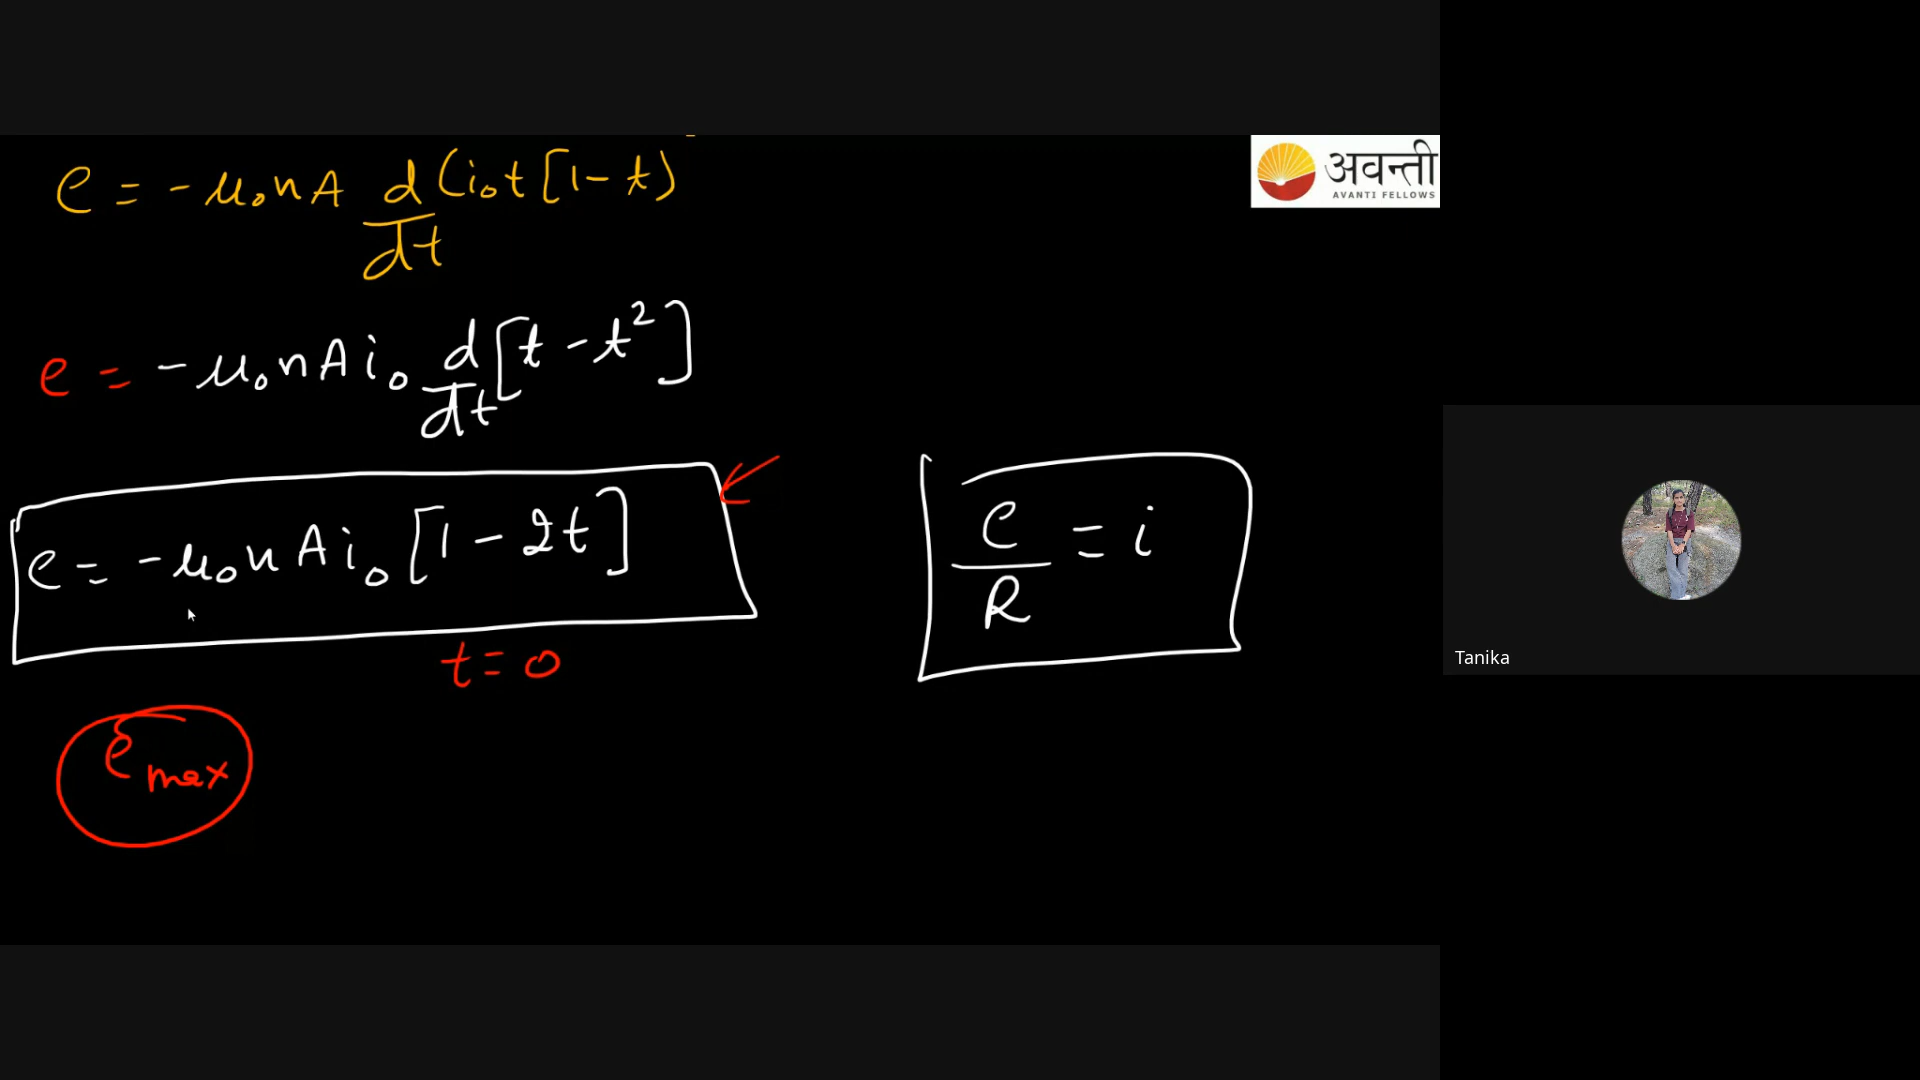 e = -μ₀nA d/dt (i₀t[1-t)
अवन्ती
AVANTI FELLOWS
e = -μ₀nAi₀ d/dt [t - t²]
e = -μ₀nAi₀ [1 - 2t]
e/R = i
t = 0
e max
Tanika